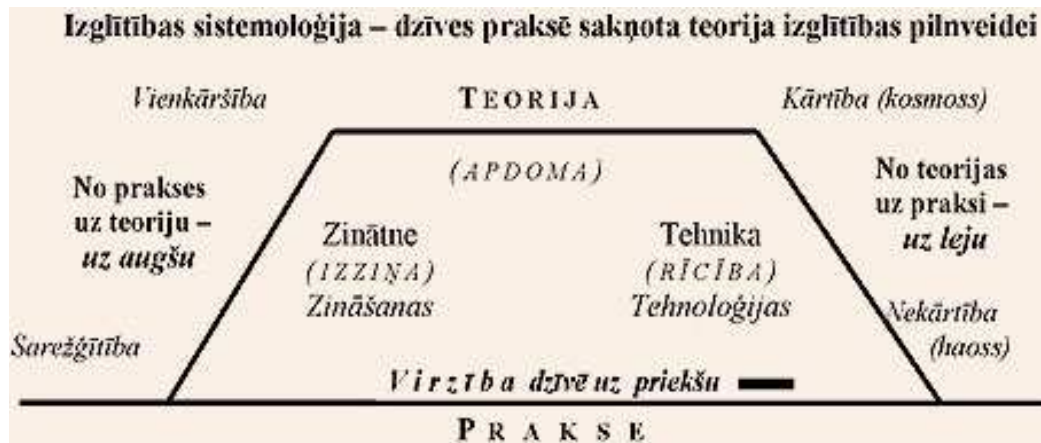 Izglītības sistemoloģija – dzīves praksē sakņota teorija izglītības pilnveidei
Vienkāršība
TEORIJA
Kārtība (kosmoss)
(APDOMA)
No prakses
uz teoriju –
uz augšu
No teorijas
uz praksi –
uz leju
Zinātne
(IZZIŅA)
Zināšanas
Tehnika
(RĪCĪBA)
Tehnoloģijas
Sarežģītība
Nekārtība
(haoss)
Virzība dzīvē uz priekšu
PRAKSE